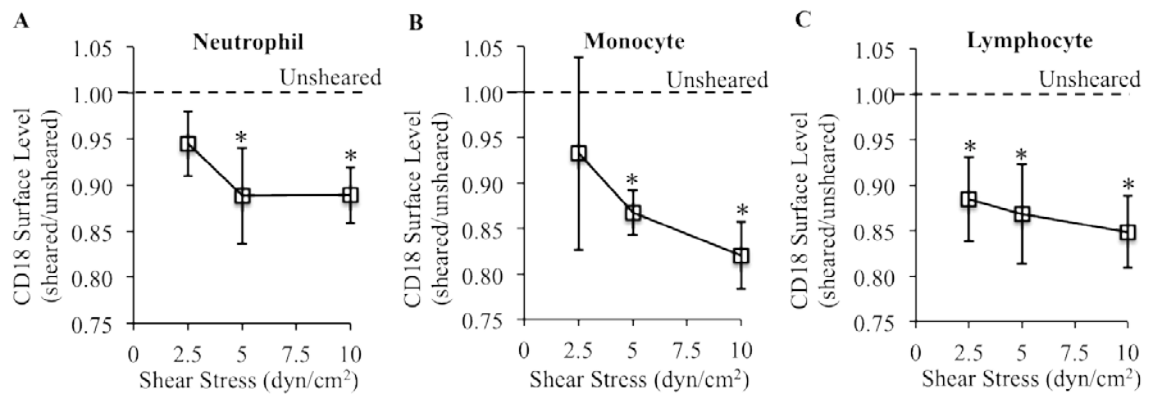 A
Neutrophil
CD18 Surface Level
(sheared/unsheared)
1.05
1.00
0.95
0.90
0.85
0.80
0.75
Unsheared
*
*
0 2.5 5 7.5 10
Shear Stress (dyn/cm²)
B
Monocyte
CD18 Surface Level
(sheared/unsheared)
1.05
1.00
0.95
0.90
0.85
0.80
0.75
Unsheared
*
*
0 2.5 5 7.5 10
Shear Stress (dyn/cm²)
C
Lymphocyte
CD18 Surface Level
(sheared/unsheared)
1.05
1.00
0.95
0.90
0.85
0.80
0.75
Unsheared
*
*
*
0 2.5 5 7.5 10
Shear Stress (dyn/cm²)